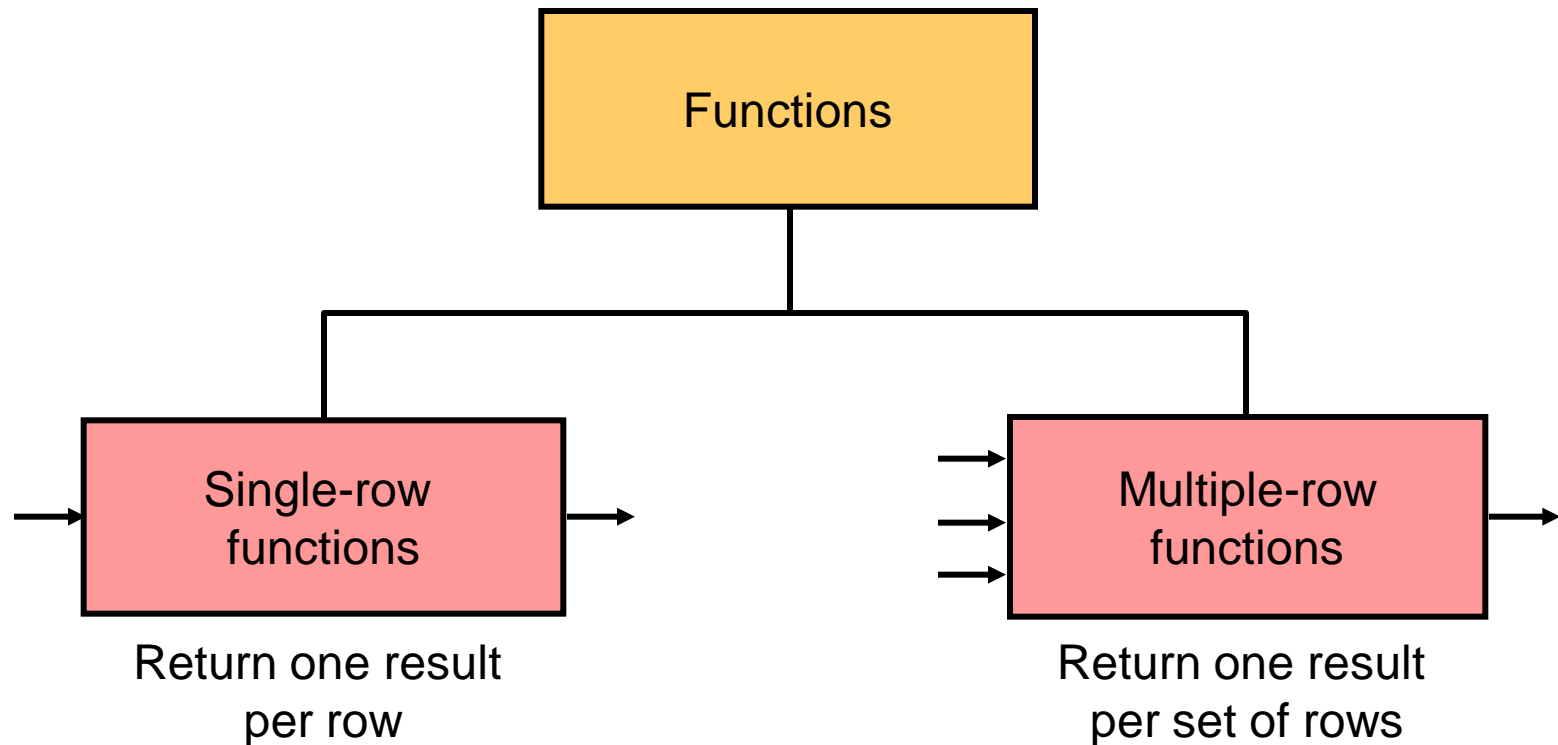 Functions
Single-row
functions
Return one result
per row
Multiple-row
functions
Return one result
per set of rows